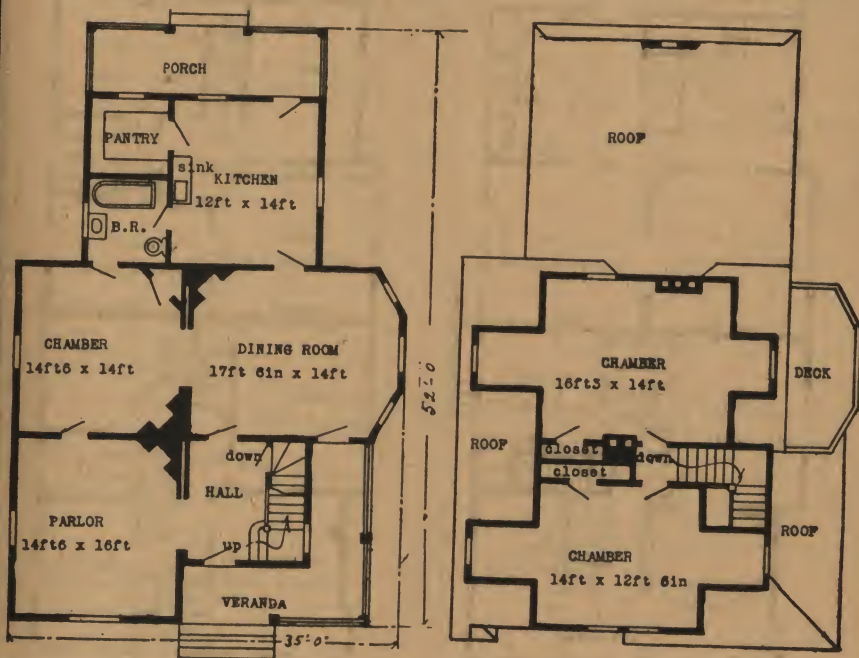 PORCH
PANTRY
sink
KITCHEN
12ft x 14ft
B.R.
CHAMBER
14ft6 x 14ft
DINING ROOM
17ft 6in x 14ft
down
HALL
PARLOR
14ft6 x 16ft
up
VERANDA
35'-0"
52'-0
ROOF
CHAMBER
16ft3 x 14ft
DECK
ROOF
closet
down
closet
CHAMBER
14ft x 12ft 6in
ROOF